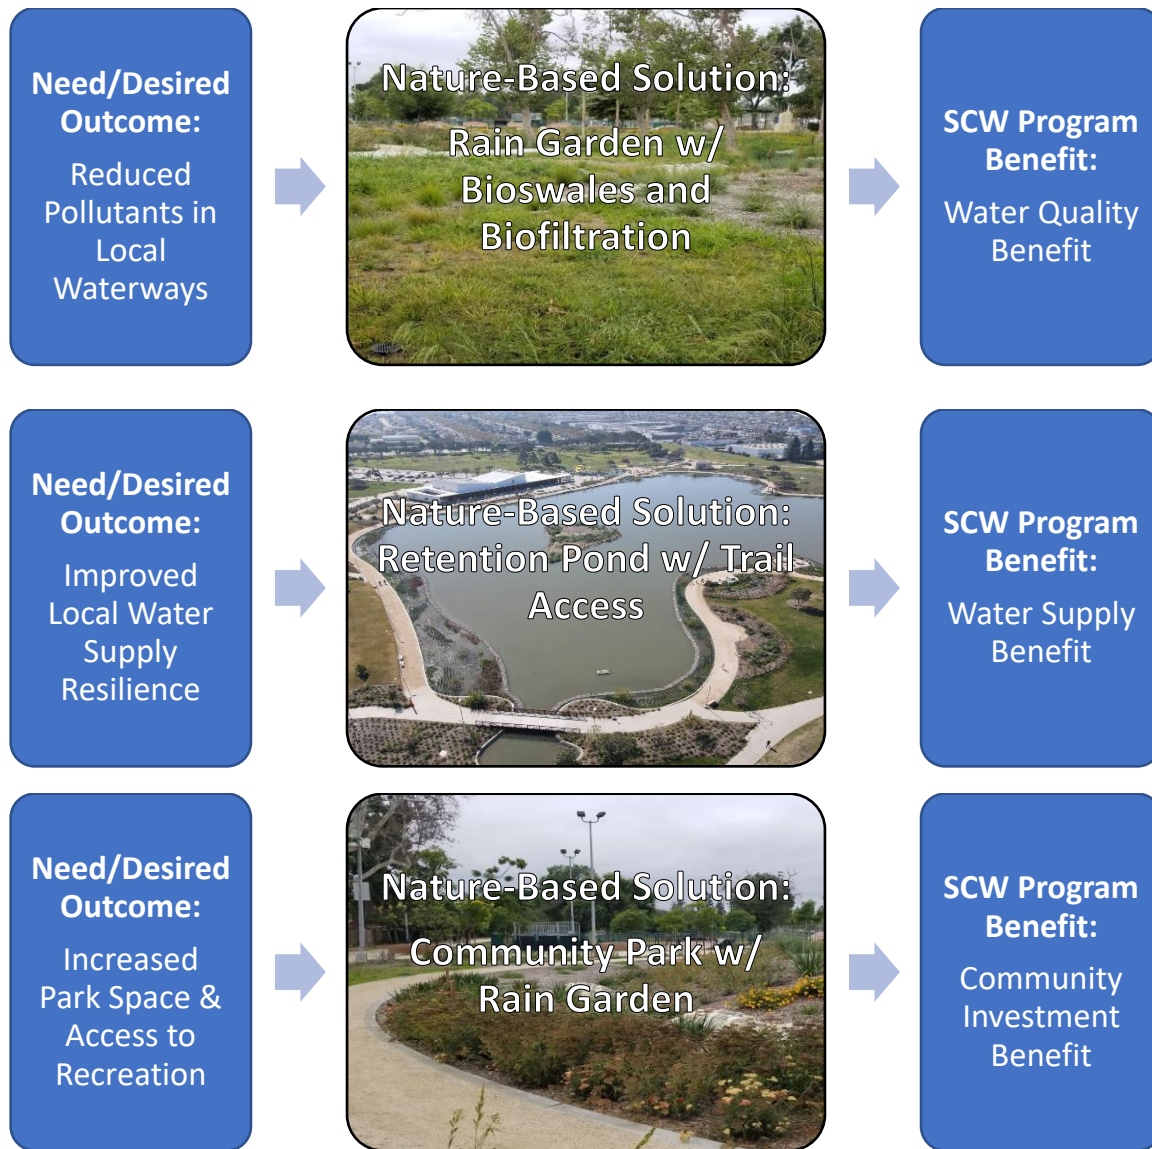 Need/Desired
Outcome:
Reduced
Pollutants in
Local
Waterways
Nature-Based Solution:
Rain Garden w/
Bioswales and
Biofiltration
SCW Program
Benefit:
Water Quality
Benefit
Need/Desired
Outcome:
Improved
Local Water
Supply
Resilience
Nature-Based Solution:
Retention Pond w/ Trail
Access
SCW Program
Benefit:
Water Supply
Benefit
Need/Desired
Outcome:
Increased
Park Space &
Access to
Recreation
Nature-Based Solution:
Community Park w/
Rain Garden
SCW Program
Benefit:
Community
Investment
Benefit